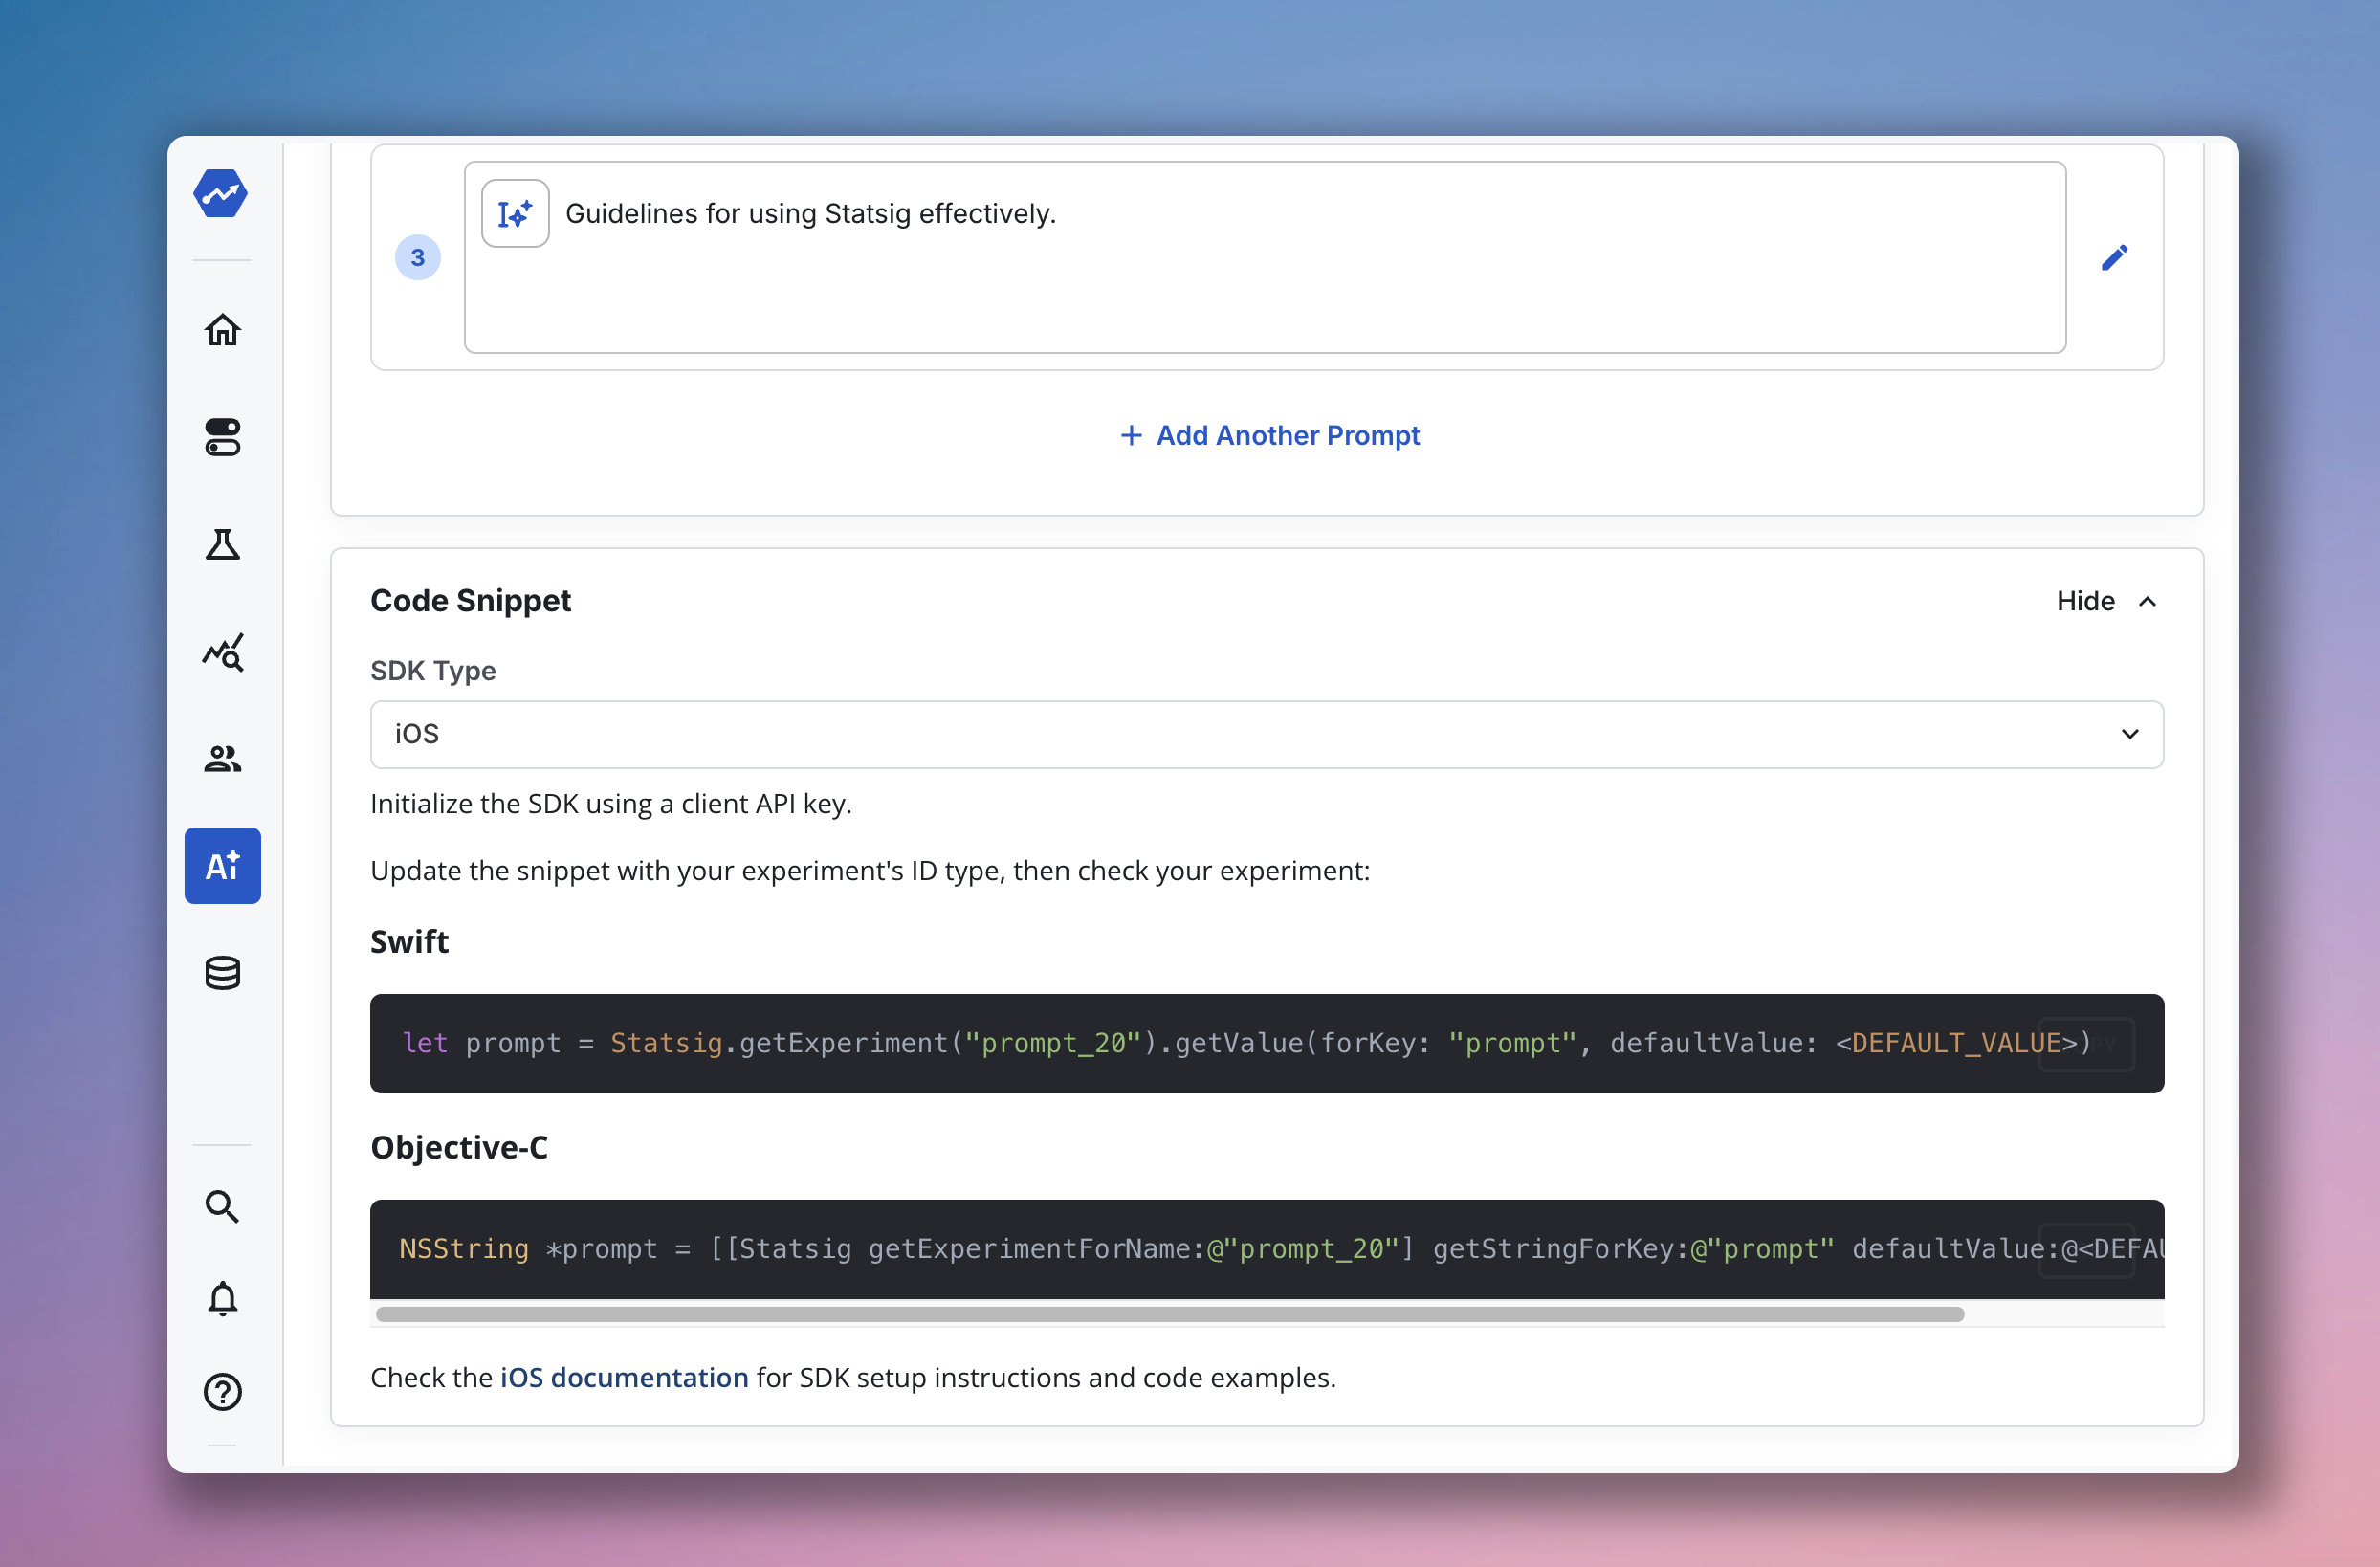 Guidelines for using Statsig effectively.
3
+ Add Another Prompt
Code Snippet
Hide
SDK Type
iOS
Initialize the SDK using a client API key.
Update the snippet with your experiment's ID type, then check your experiment:
Swift
let prompt = Statsig.getExperiment("prompt_20").getValue(forKey: "prompt", defaultValue: <DEFAULT_VALUE>)
Objective-C
NSString *prompt = [[Statsig getExperimentForName:@"prompt_20"] getStringForKey:@"prompt" defaultValue:@<DEFAU
Check the iOS documentation for SDK setup instructions and code examples.
Ai